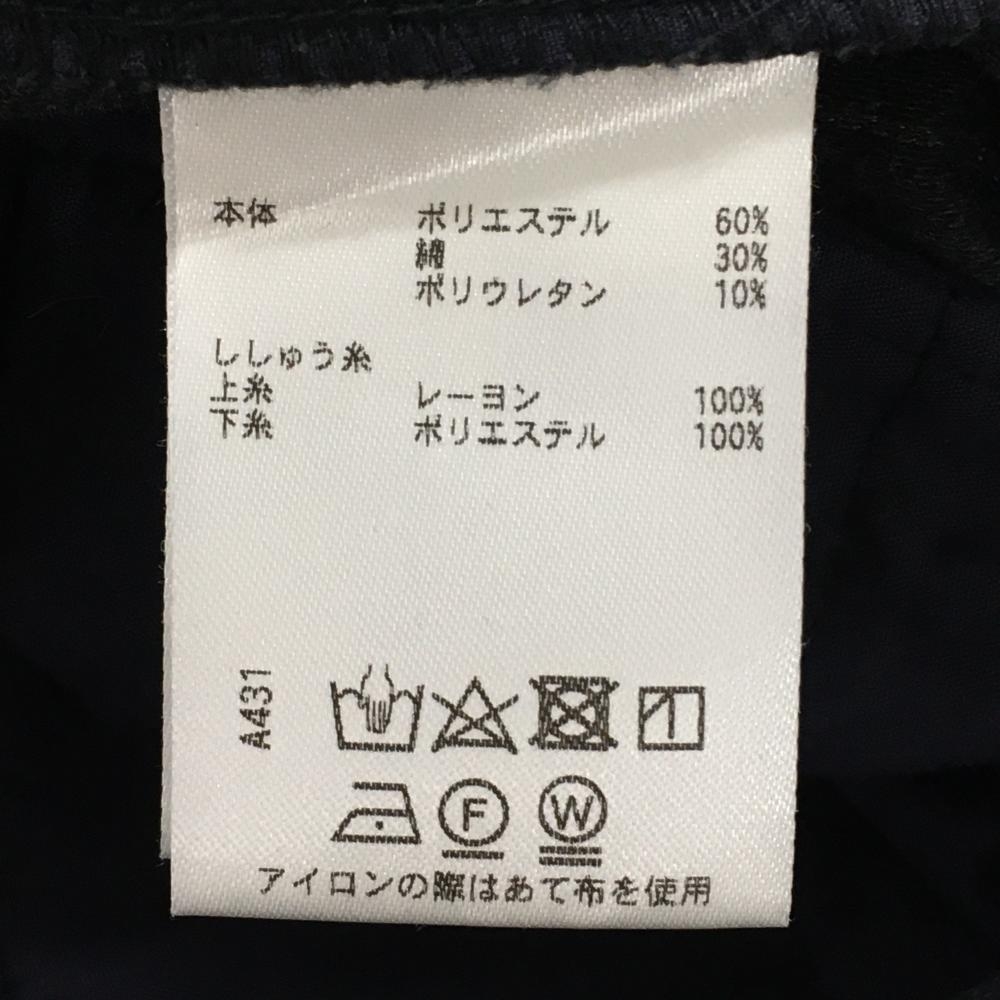 本体 ポリエステル 60%
綿 30%
ポリウレタン 10%
ししゅう糸
上糸 レーヨン 100%
下糸 ポリエステル 100%
A431
F W
アイロンの際はあて布を使用